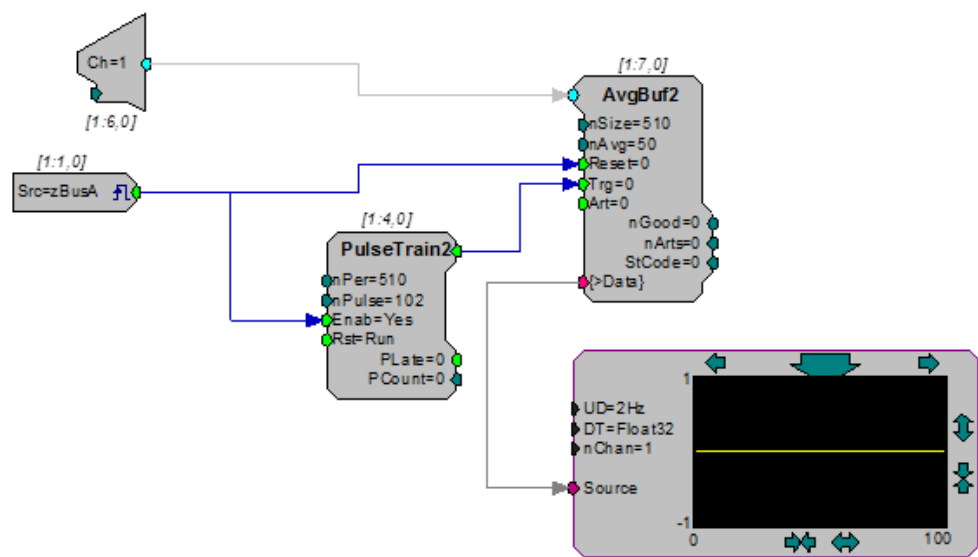 Ch=1
[1:6,0]
[1:1,0]
Src=zBusA
[1:4,0]
PulseTrain2
nPer=510
nPulse=102
Enab=Yes
Rst=Run
PLate=0
PCount=0
[1:7,0]
AvgBuf2
nSize=510
nAvg=50
Reset=0
Trg=0
Art=0
nGood=0
nArts=0
StCode=0
{>Data}
UD=2Hz
DT=Float32
nChan=1
Source
1
-1
0
100